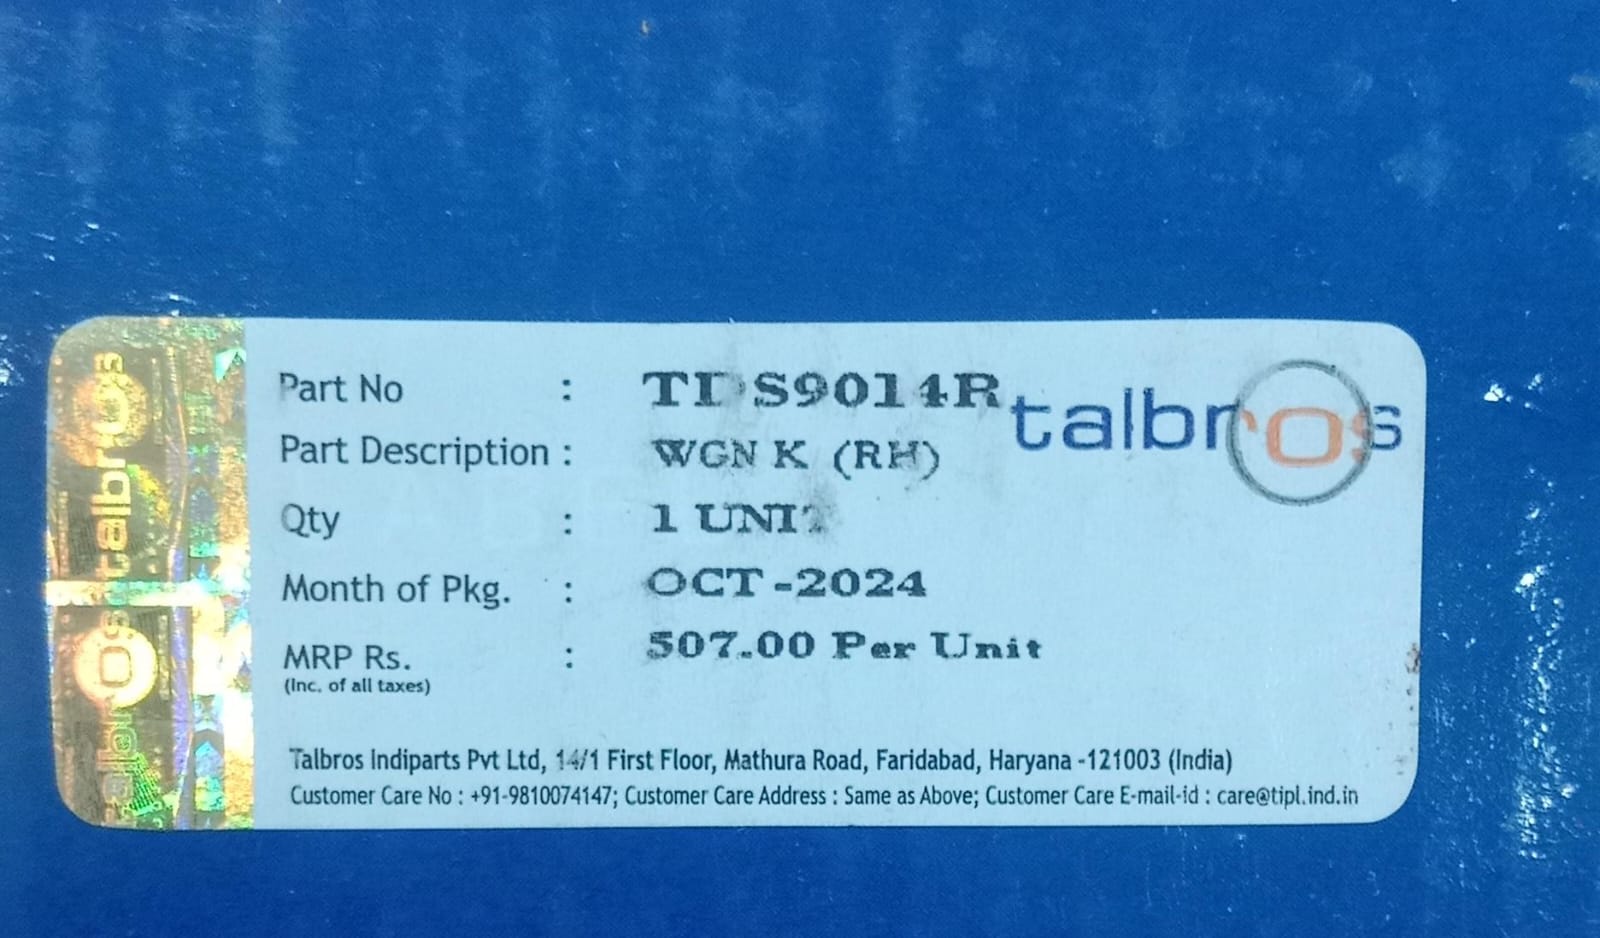 Part No : TDS9014R
talbros
Part Description : WGN K (RH)
Qty : 1 UNIT
Month of Pkg. : OCT-2024
MRP Rs. : 507.00 Per Unit
(Inc. of all taxes)
Talbros Indiparts Pvt Ltd, 14/1 First Floor, Mathura Road, Faridabad, Haryana -121003 (India)
Customer Care No : +91-9810074147; Customer Care Address : Same as Above; Customer Care E-mail-id : care@tipl.ind.in
talbros
talbros